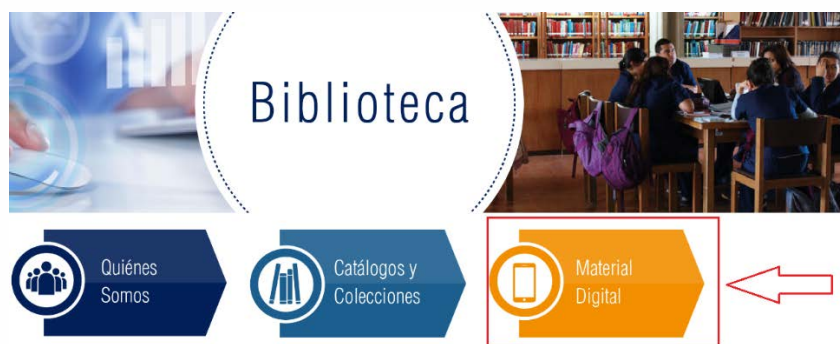 Biblioteca
Quiénes
Somos
Catálogos y
Colecciones
Material
Digital